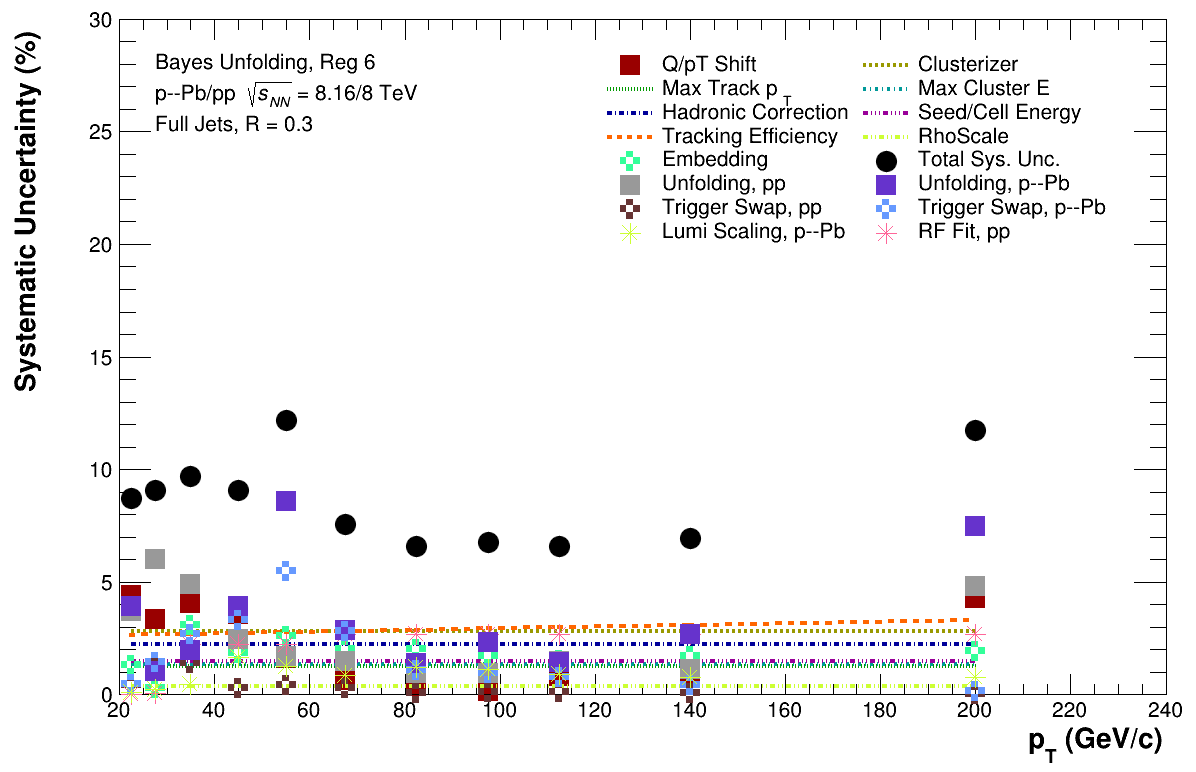 30
25
20
15
10
5
0
Systematic Uncertainty (%)
Bayes Unfolding, Reg 6
p--Pb/pp √s_NN = 8.16/8 TeV
Full Jets, R = 0.3
Q/pT Shift
Max Track p_T
Hadronic Correction
Tracking Efficiency
Embedding
Unfolding, pp
Trigger Swap, pp
Lumi Scaling, p--Pb
Clusterizer
Max Cluster E
Seed/Cell Energy
RhoScale
Total Sys. Unc.
Unfolding, p--Pb
Trigger Swap, p--Pb
RF Fit, pp
20 40 60 80 100 120 140 160 180 200 220 240
p_T (GeV/c)